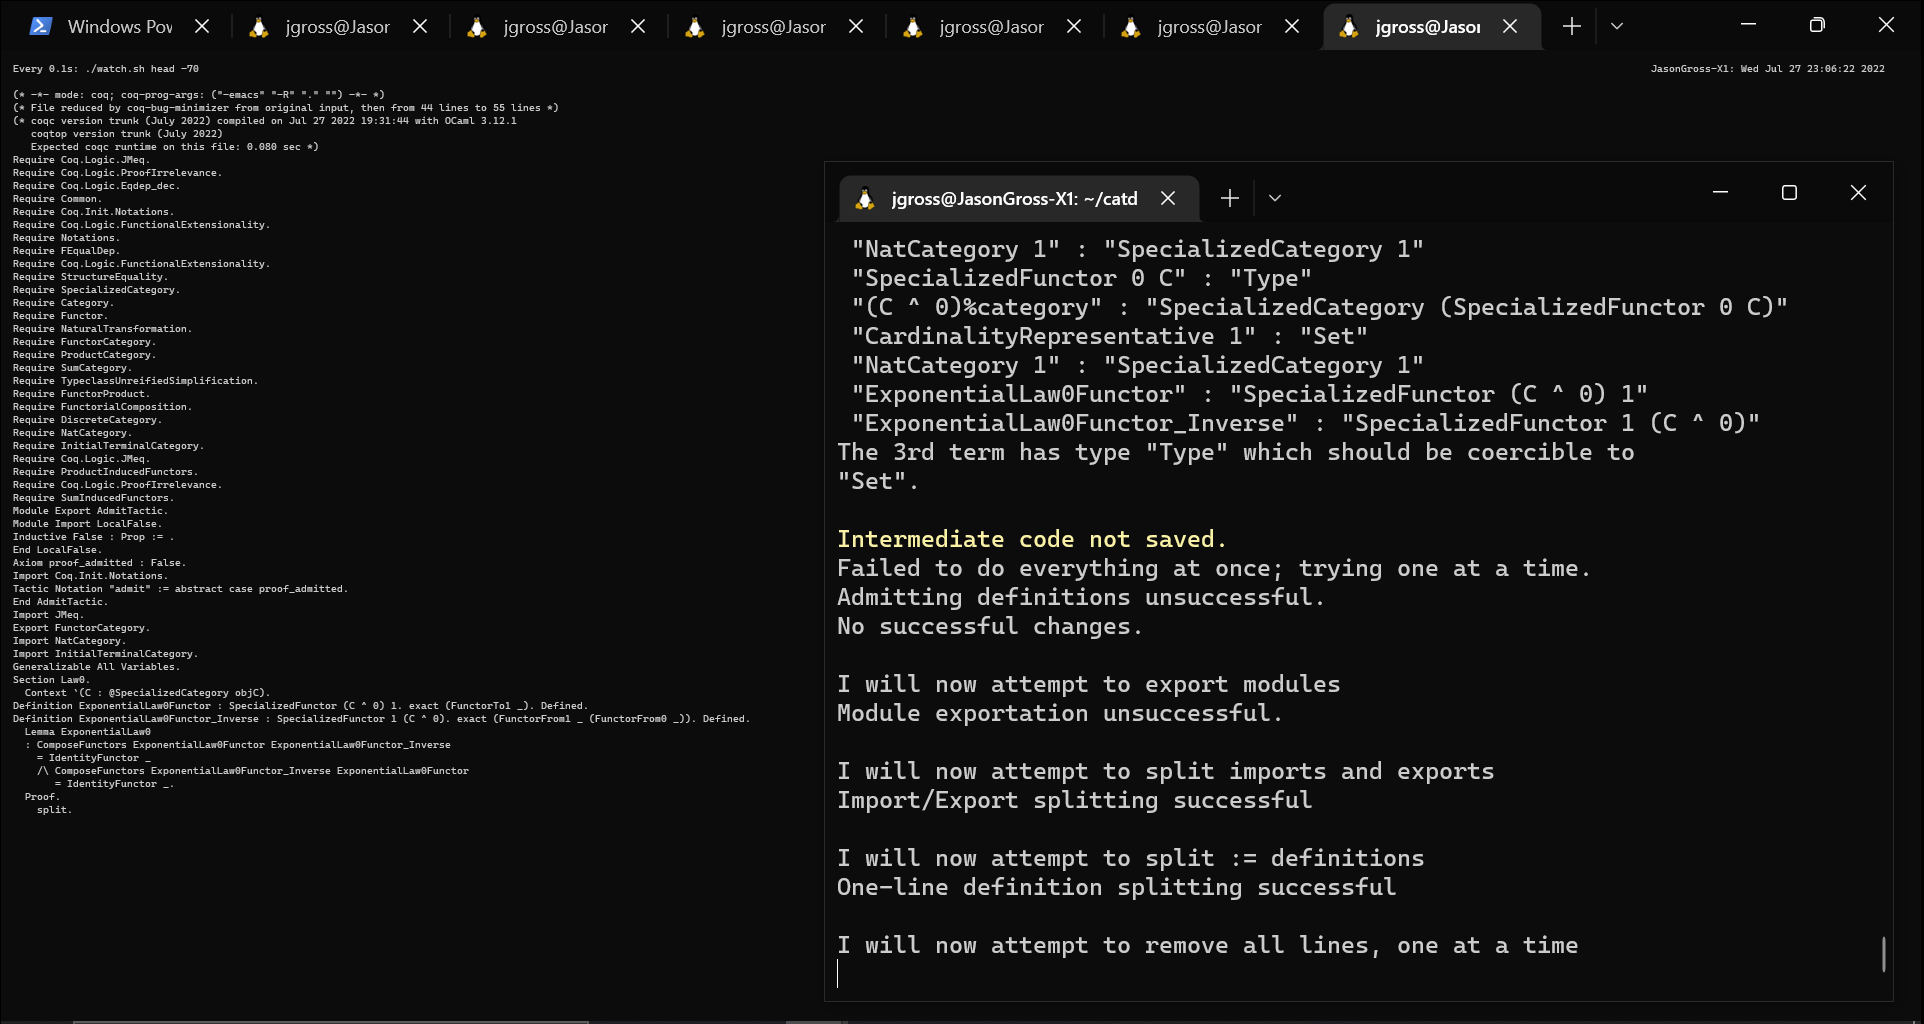 Windows Pov
jgross@Jasor
jgross@Jasor
jgross@Jasor
jgross@Jasor
jgross@Jasor
jgross@Jasor
Every 0.1s: ./watch.sh head -70
JasonGross-X1: Wed Jul 27 23:06:22 2022
(* -*- mode: coq; coq-prog-args: ("-emacs" "-R" "." "") -*- *)
(* File reduced by coq-bug-minimizer from original input, then from 44 lines to 55 lines *)
(* coqc version trunk (July 2022) compiled on Jul 27 2022 19:31:44 with OCaml 3.12.1
coqtop version trunk (July 2022)
Expected coqc runtime on this file: 0.080 sec *)
Require Coq.Logic.JMeq.
Require Coq.Logic.ProofIrrelevance.
Require Coq.Logic.Eqdep_dec.
Require Common.
Require Coq.Init.Notations.
Require Coq.Logic.FunctionalExtensionality.
Require Notations.
Require FEqualDep.
Require Coq.Logic.FunctionalExtensionality.
Require StructureEquality.
Require SpecializedCategory.
Require Category.
Require Functor.
Require NaturalTransformation.
Require FunctorCategory.
Require ProductCategory.
Require SumCategory.
Require TypeclassUnreifiedSimplification.
Require FunctorProduct.
Require FunctorialComposition.
Require DiscreteCategory.
Require NatCategory.
Require InitialTerminalCategory.
Require Coq.Logic.JMeq.
Require ProductInducedFunctors.
Require Coq.Logic.ProofIrrelevance.
Require SumInducedFunctors.
Module Export AdmitTactic.
Module Import LocalFalse.
Inductive False : Prop := .
End LocalFalse.
Axiom proof_admitted : False.
Import Coq.Init.Notations.
Tactic Notation "admit" := abstract case proof_admitted.
End AdmitTactic.
Import JMeq.
Export FunctorCategory.
Import NatCategory.
Import InitialTerminalCategory.
Generalizable All Variables.
Section Law0.
Context `(C : @SpecializedCategory objC).
Definition ExponentialLaw0Functor : SpecializedFunctor (C ^ 0) 1. exact (FunctorTo1 _). Defined.
Definition ExponentialLaw0Functor_Inverse : SpecializedFunctor 1 (C ^ 0). exact (FunctorFrom1 _ (FunctorFrom0 _)). Defined.
Lemma ExponentialLaw0
: ComposeFunctors ExponentialLaw0Functor ExponentialLaw0Functor_Inverse
= IdentityFunctor _
/\ ComposeFunctors ExponentialLaw0Functor_Inverse ExponentialLaw0Functor
= IdentityFunctor _.
Proof.
split.
jgross@JasonGross-X1: ~/catd
"NatCategory 1" : "SpecializedCategory 1"
"SpecializedFunctor 0 C" : "Type"
"(C ^ 0)%category" : "SpecializedCategory (SpecializedFunctor 0 C)"
"CardinalityRepresentative 1" : "Set"
"NatCategory 1" : "SpecializedCategory 1"
"ExponentialLaw0Functor" : "SpecializedFunctor (C ^ 0) 1"
"ExponentialLaw0Functor_Inverse" : "SpecializedFunctor 1 (C ^ 0)"
The 3rd term has type "Type" which should be coercible to
"Set".
Intermediate code not saved.
Failed to do everything at once; trying one at a time.
Admitting definitions unsuccessful.
No successful changes.
I will now attempt to export modules
Module exportation unsuccessful.
I will now attempt to split imports and exports
Import/Export splitting successful
I will now attempt to split := definitions
One-line definition splitting successful
I will now attempt to remove all lines, one at a time